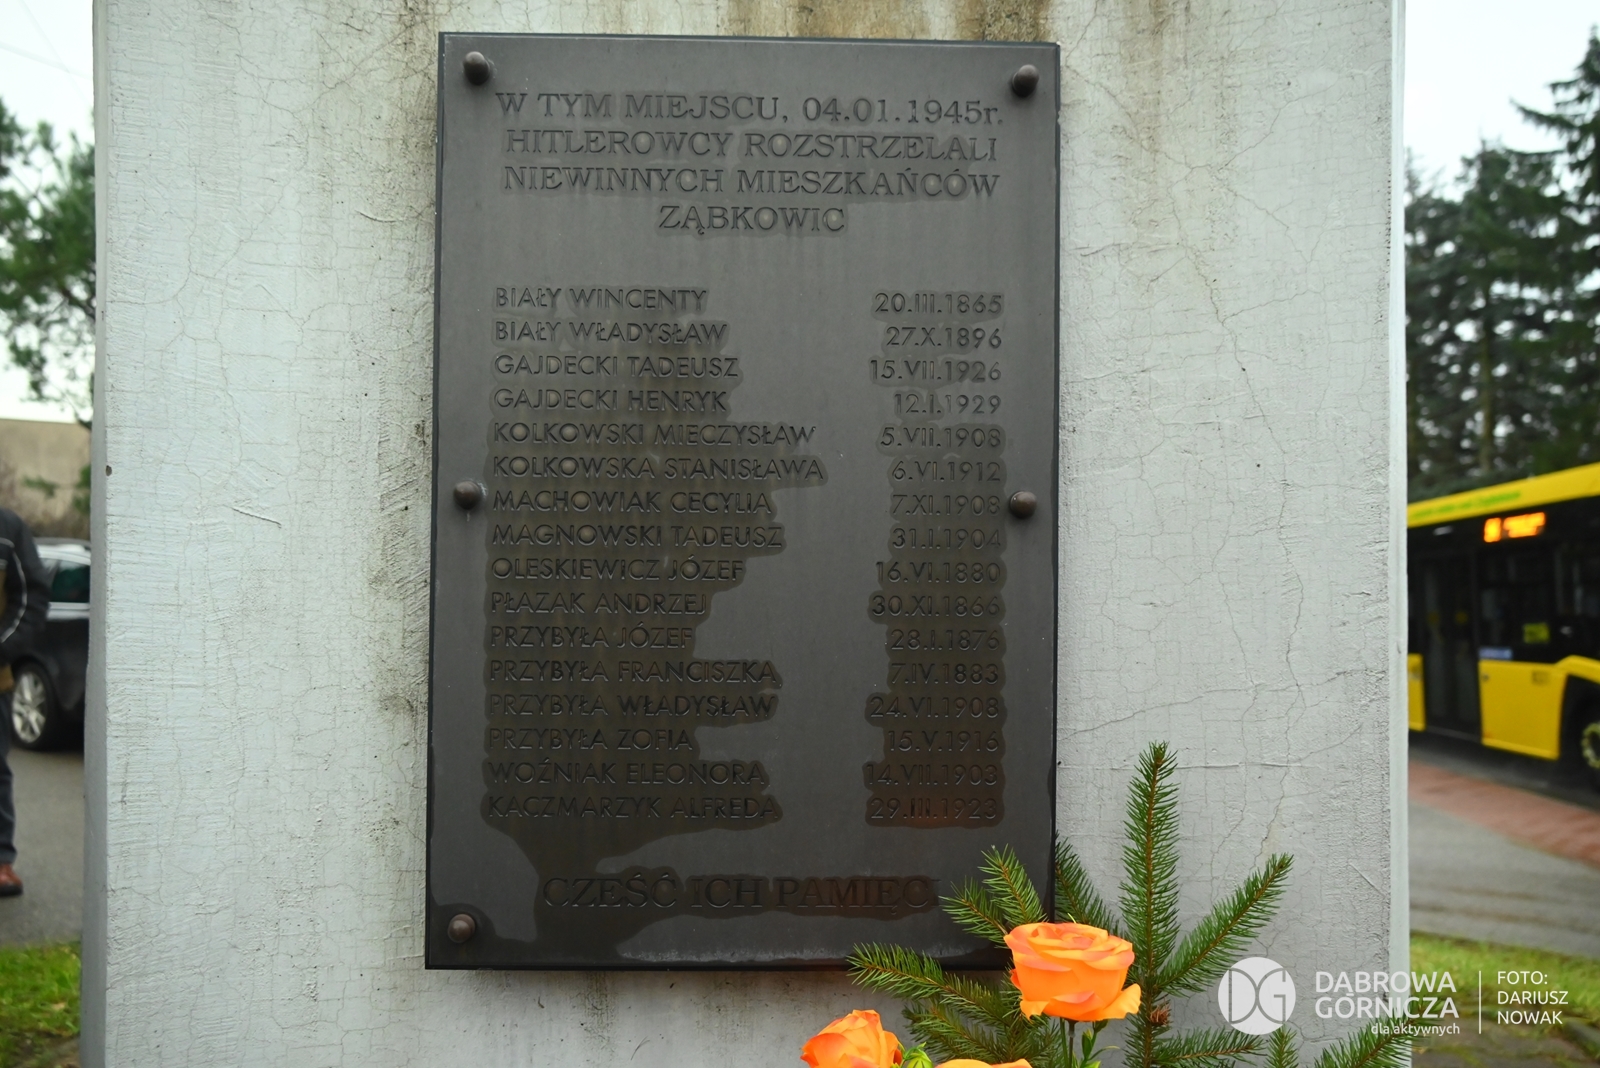 W TYM MIEJSCU, 04.01.1945r.
HITLEROWCY ROZSTRZELALI
NIEWINNYCH MIESZKAŃCÓW
ZĄBKOWIC
BIAŁY WINCENTY 20.III.1865
BIAŁY WŁADYSŁAW 27.X.1896
GAJDECKI TADEUSZ 15.VII.1926
GAJDECKI HENRYK 12.I.1929
KOLKOWSKI MIECZYSŁAW 5.VII.1908
KOLKOWSKA STANISŁAWA 6.VI.1912
MACHOWIAK CECYLIA 7.XI.1908
MAGNOWSKI TADEUSZ 31.I.1904
OLESKIEWICZ JÓZEF 16.VI.1880
PŁAZAK ANDRZEJ 30.XI.1866
PRZYBYŁA JÓZEF 28.I.1876
PRZYBYŁA FRANCISZKA 7.IV.1883
PRZYBYŁA WŁADYSŁAW 24.VI.1908
PRZYBYŁA ZOFIA 15.V.1916
WOŹNIAK ELEONORA 14.VII.1903
KACZMARZYK ALFREDA 29.III.1923
CZEŚĆ ICH PAMIĘCI
DG
DĄBROWA
GÓRNICZA
dla aktywnych
FOTO:
DARIUSZ
NOWAK